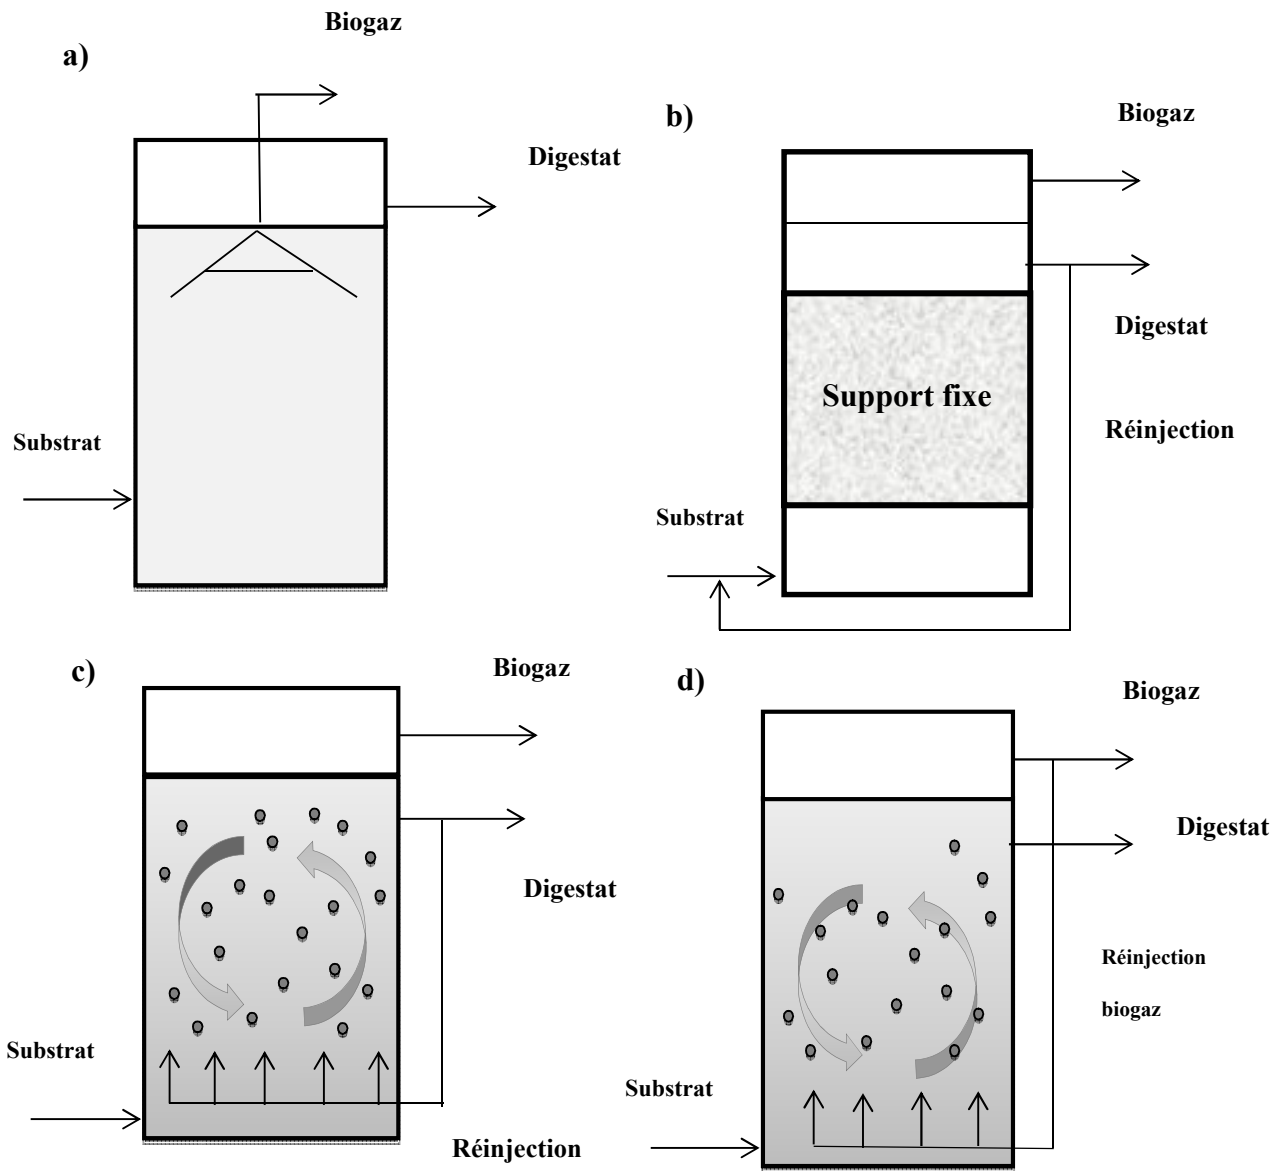 Biogaz
a)
Digestat
Substrat
b)
Biogaz
Digestat
Support fixe
Réinjection
Substrat
c)
Biogaz
Digestat
Substrat
Réinjection
d)
Biogaz
Digestat
Réinjection
biogaz
Substrat